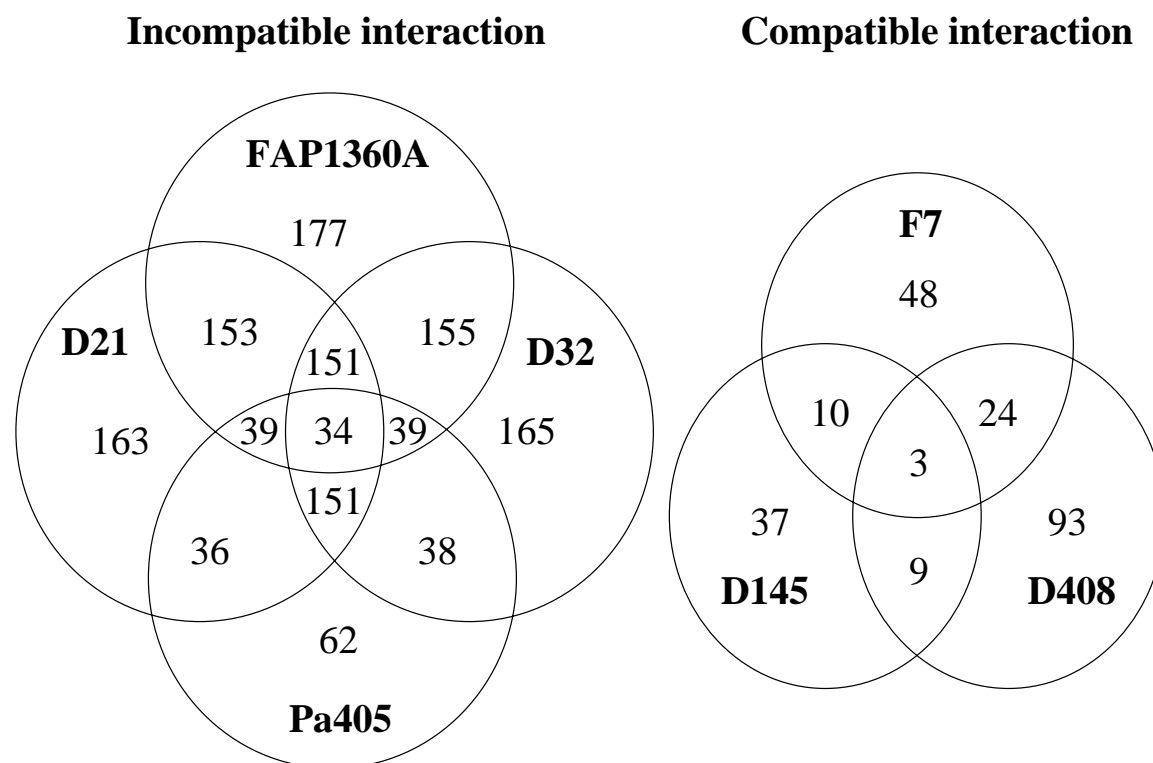 Incompatible interaction
Compatible interaction
FAP1360A
177
F7
48
D21
153
151
155
D32
163
39
34
39
165
151
36
38
62
Pa405
10
24
3
37
93
9
D145
D408